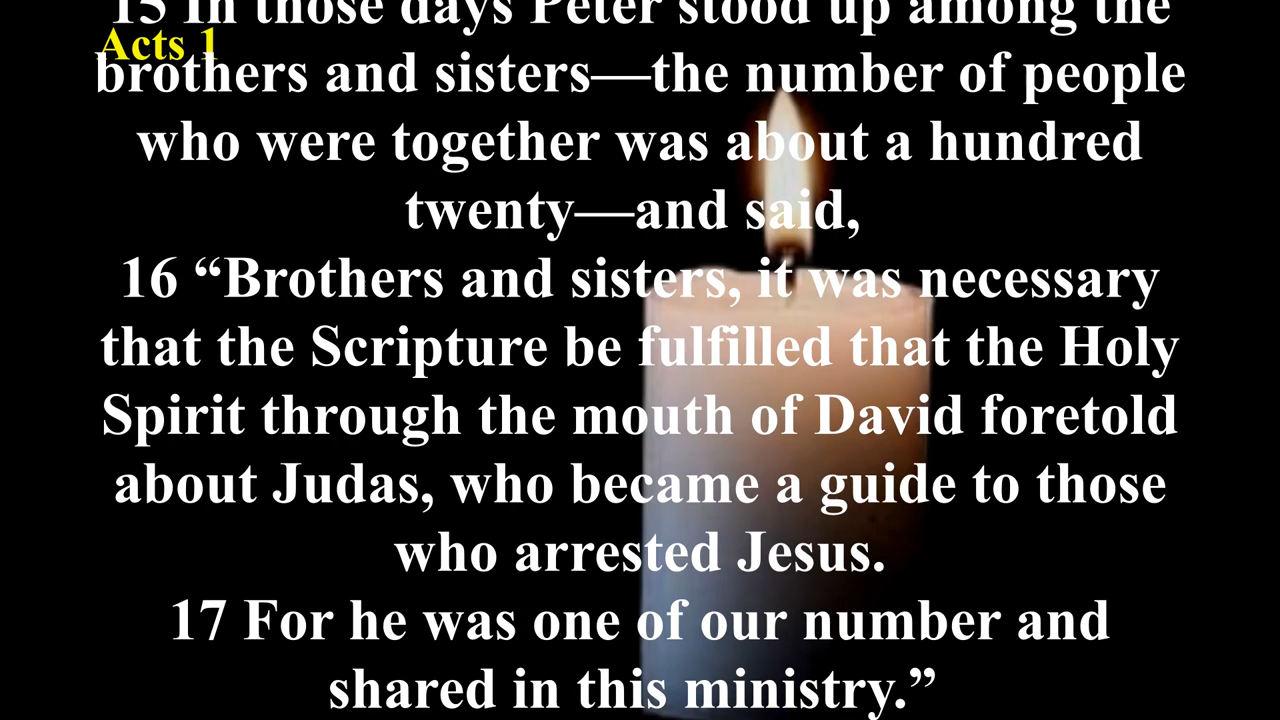 15 In those days Peter stood up among the
Acts 1
brothers and sisters—the number of people
who were together was about a hundred
twenty—and said,
16 “Brothers and sisters, it was necessary
that the Scripture be fulfilled that the Holy
Spirit through the mouth of David foretold
about Judas, who became a guide to those
who arrested Jesus.
17 For he was one of our number and
shared in this ministry.”